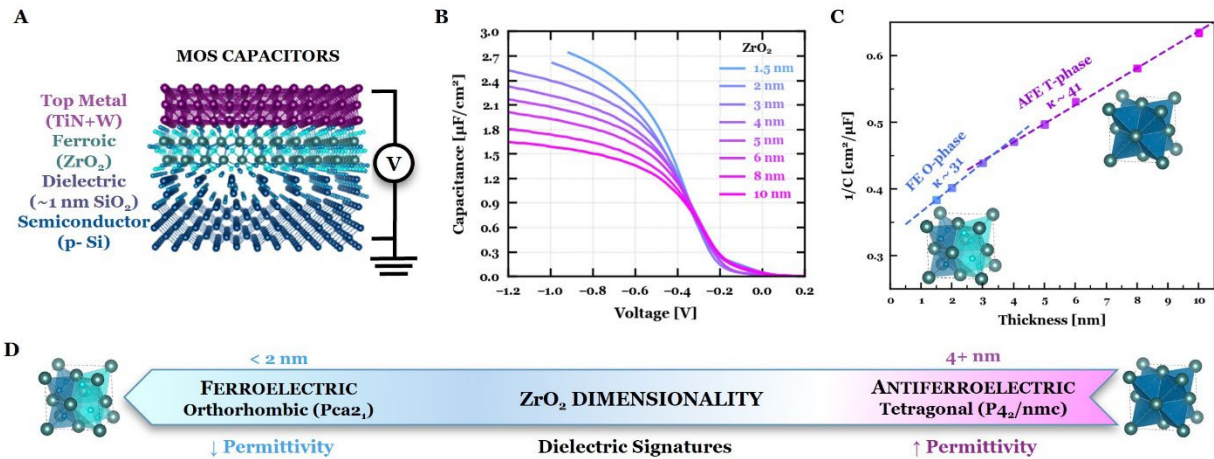 A
MOS CAPACITORS
Top Metal
(TiN+W)
Ferroic
(ZrO₂)
Dielectric
(~1 nm SiO₂)
Semiconductor
(p- Si)
V
B
Capacitance [µF/cm²]
3.0
2.7
2.4
2.1
1.8
1.5
1.2
0.9
0.6
0.3
0.0
ZrO₂
1.5 nm
2 nm
3 nm
4 nm
5 nm
6 nm
8 nm
10 nm
−1.2 −1.0 −0.8 −0.6 −0.4 −0.2 0.0 0.2
Voltage [V]
C
1/C [cm²/µF]
0.6
0.5
0.4
0.3
FE O-phase
κ ~ 31
AFE T-phase
κ ~ 41
0 1 2 3 4 5 6 7 8 9 10
Thickness [nm]
D
< 2 nm
4+ nm
FERROELECTRIC
Orthorhombic (Pca2₁)
ZrO₂ DIMENSIONALITY
ANTIFERROELECTRIC
Tetragonal (P4₂/nmc)
↓ Permittivity
Dielectric Signatures
↑ Permittivity